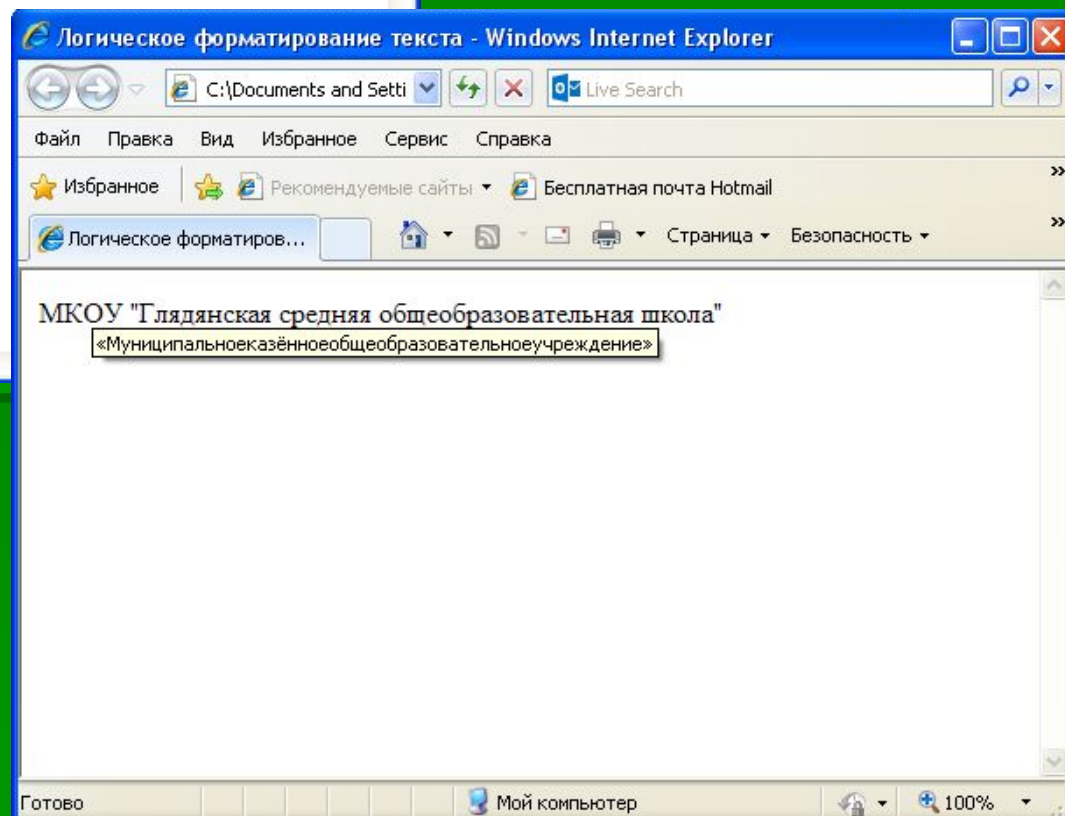 Логическое форматирование текста - Windows Internet Explorer
C:\Documents and Setti
Live Search
Файл Правка Вид Избранное Сервис Справка
Избранное Рекомендуемые сайты Бесплатная почта Hotmail »
Логическое форматиров... Страница Безопасность »
МКОУ "Глядянская средняя общеобразовательная школа"
«Муниципальноеказённоеобщеобразовательноеучреждение»
Готово Мой компьютер 100%